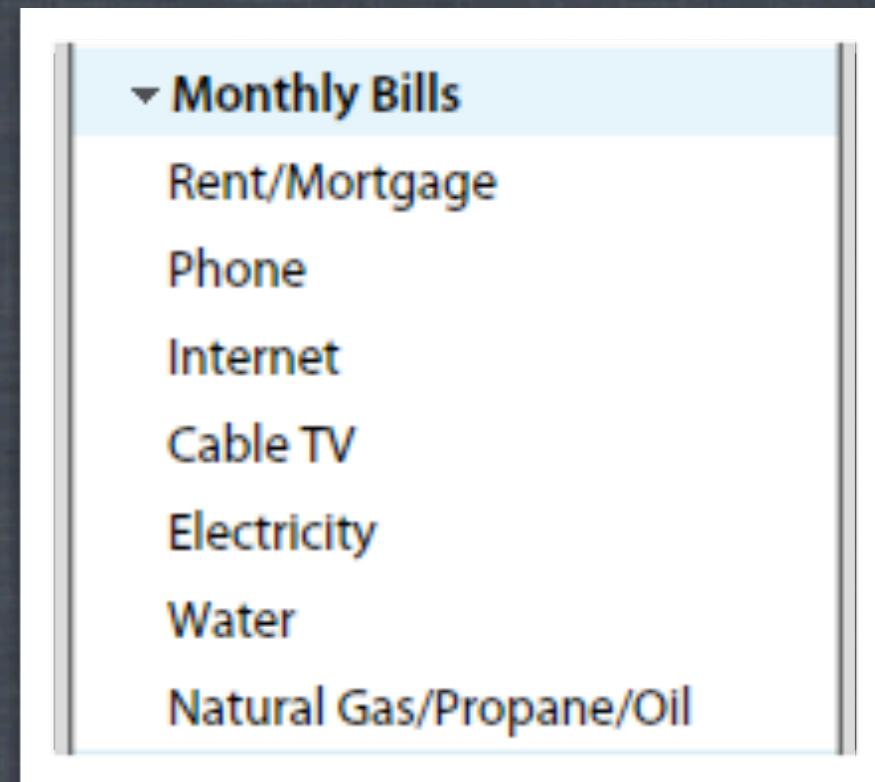 Monthly Bills
Rent/Mortgage
Phone
Internet
Cable TV
Electricity
Water
Natural Gas/Propane/Oil